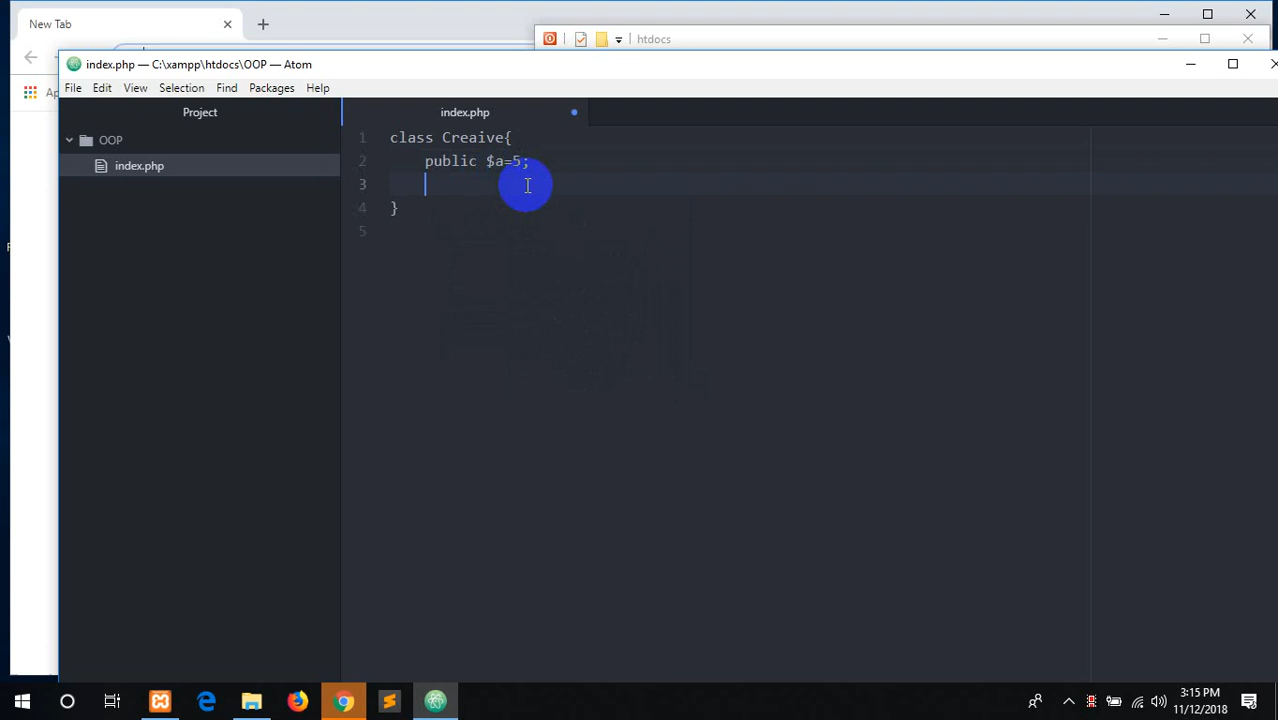 New Tab
htdocs
Ap
index.php — C:\xampp\htdocs\OOP — Atom
File Edit View Selection Find Packages Help
Project
index.php
OOP
index.php
1 class Creaive{
2 public $a=5;
3
4 }
5
3:15 PM
11/12/2018